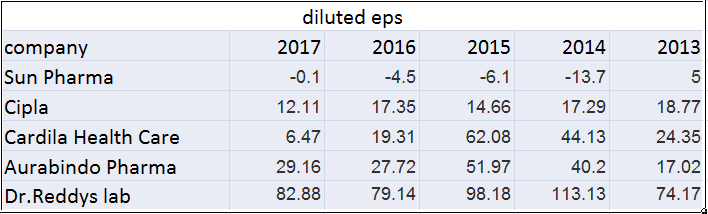 diluted eps
company 2017 2016 2015 2014 2013
Sun Pharma -0.1 -4.5 -6.1 -13.7 5
Cipla 12.11 17.35 14.66 17.29 18.77
Cardila Health Care 6.47 19.31 62.08 44.13 24.35
Aurabindo Pharma 29.16 27.72 51.97 40.2 17.02
Dr.Reddys lab 82.88 79.14 98.18 113.13 74.17